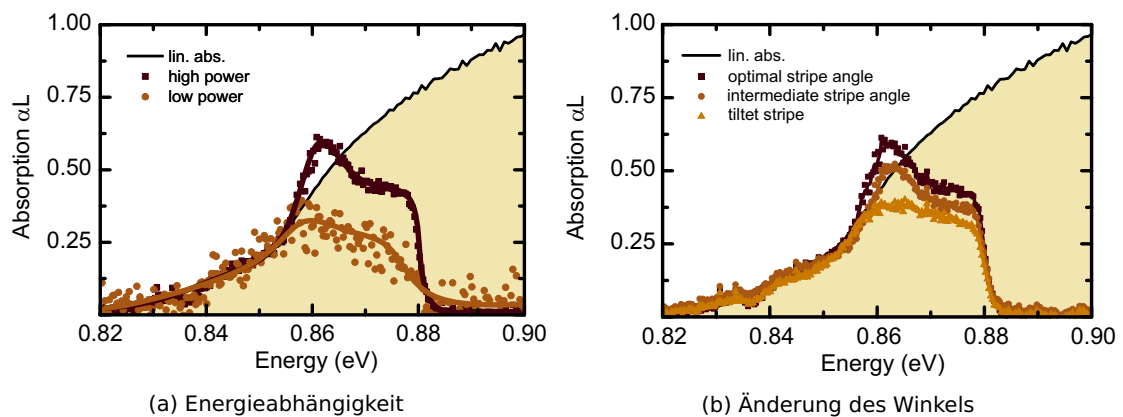 1.00
0.75
0.50
0.25
Absorption αL
lin. abs.
high power
low power
0.82 0.84 0.86 0.88 0.90
Energy (eV)
(a) Energieabhängigkeit
1.00
0.75
0.50
0.25
Absorption αL
lin. abs.
optimal stripe angle
intermediate stripe angle
tiltet stripe
0.82 0.84 0.86 0.88 0.90
Energy (eV)
(b) Änderung des Winkels